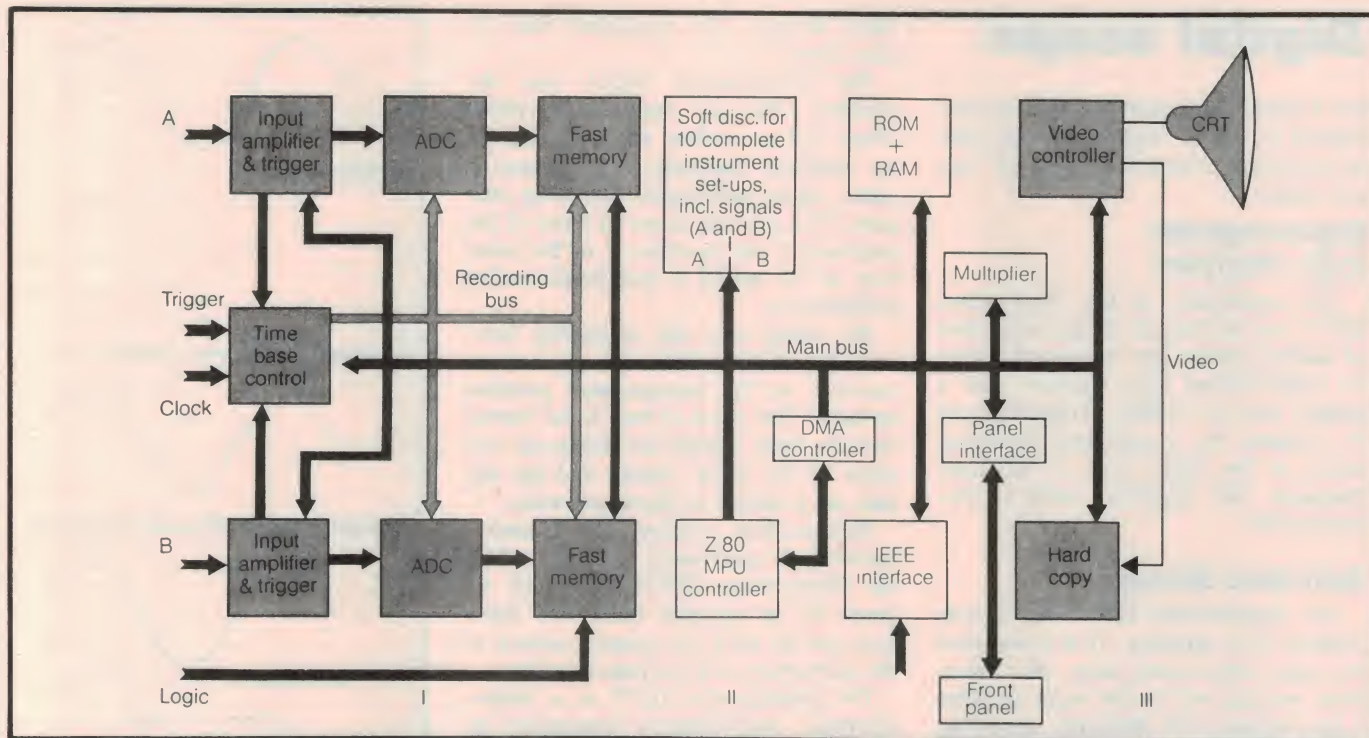 A
Input
amplifier
& trigger
ADC
Fast
memory
Soft disc. for
10 complete
instrument
set-ups,
incl. signals
(A and B)
A B
ROM
+
RAM
Video
controller
CRT
Recording
bus
Multiplier
Trigger
Time
base
control
Clock
Main bus
Video
DMA
controller
Panel
interface
B
Input
amplifier
& trigger
ADC
Fast
memory
Z 80
MPU
controller
IEEE
interface
Hard
copy
Logic
I
II
Front
panel
III